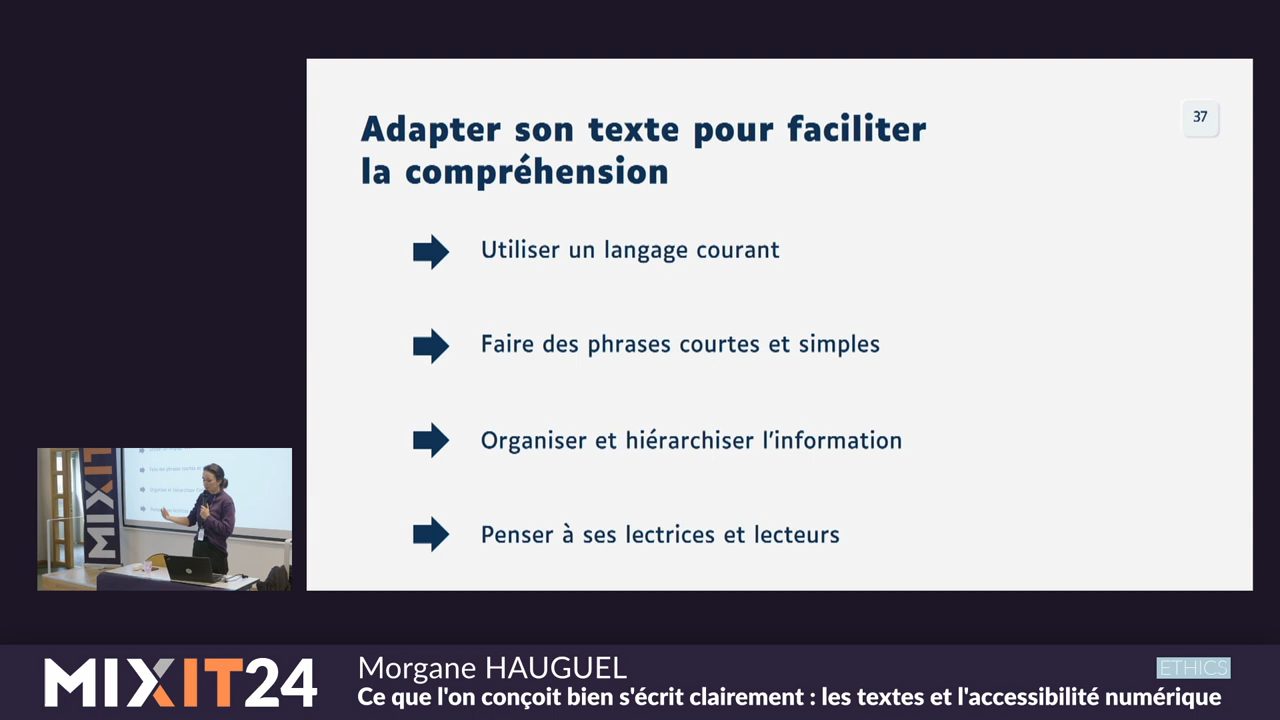 Adapter son texte pour faciliter
la compréhension
37
Utiliser un langage courant
Faire des phrases courtes et simples
Organiser et hiérarchiser l'information
Penser à ses lectrices et lecteurs
MIXIT
MIXIT24
Morgane HAUGUEL
ETHICS
Ce que l'on conçoit bien s'écrit clairement : les textes et l'accessibilité numérique